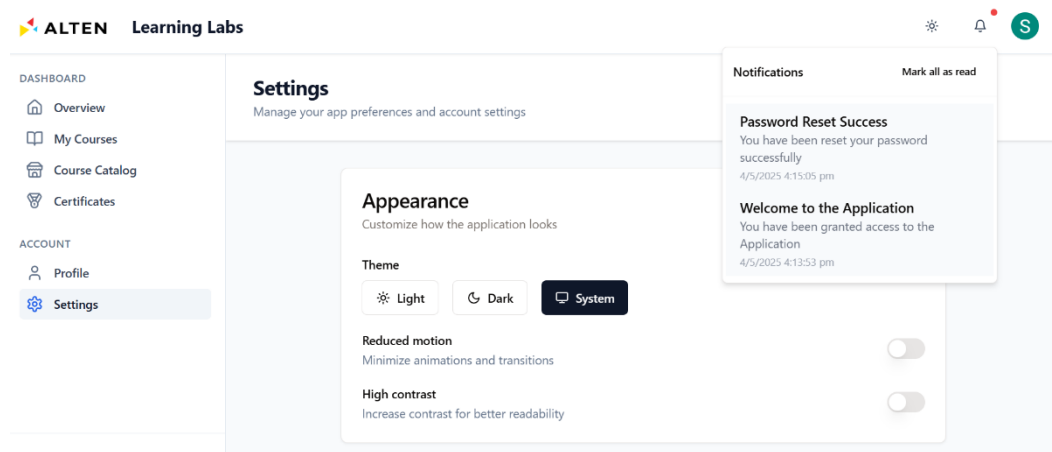 ALTEN Learning Labs
S
DASHBOARD
Overview
My Courses
Course Catalog
Certificates
ACCOUNT
Profile
Settings
Settings
Manage your app preferences and account settings
Notifications Mark all as read
Password Reset Success
You have been reset your password
successfully
4/5/2025 4:15:05 pm
Welcome to the Application
You have been granted access to the
Application
4/5/2025 4:13:53 pm
Appearance
Customize how the application looks
Theme
Light Dark System
Reduced motion
Minimize animations and transitions
High contrast
Increase contrast for better readability